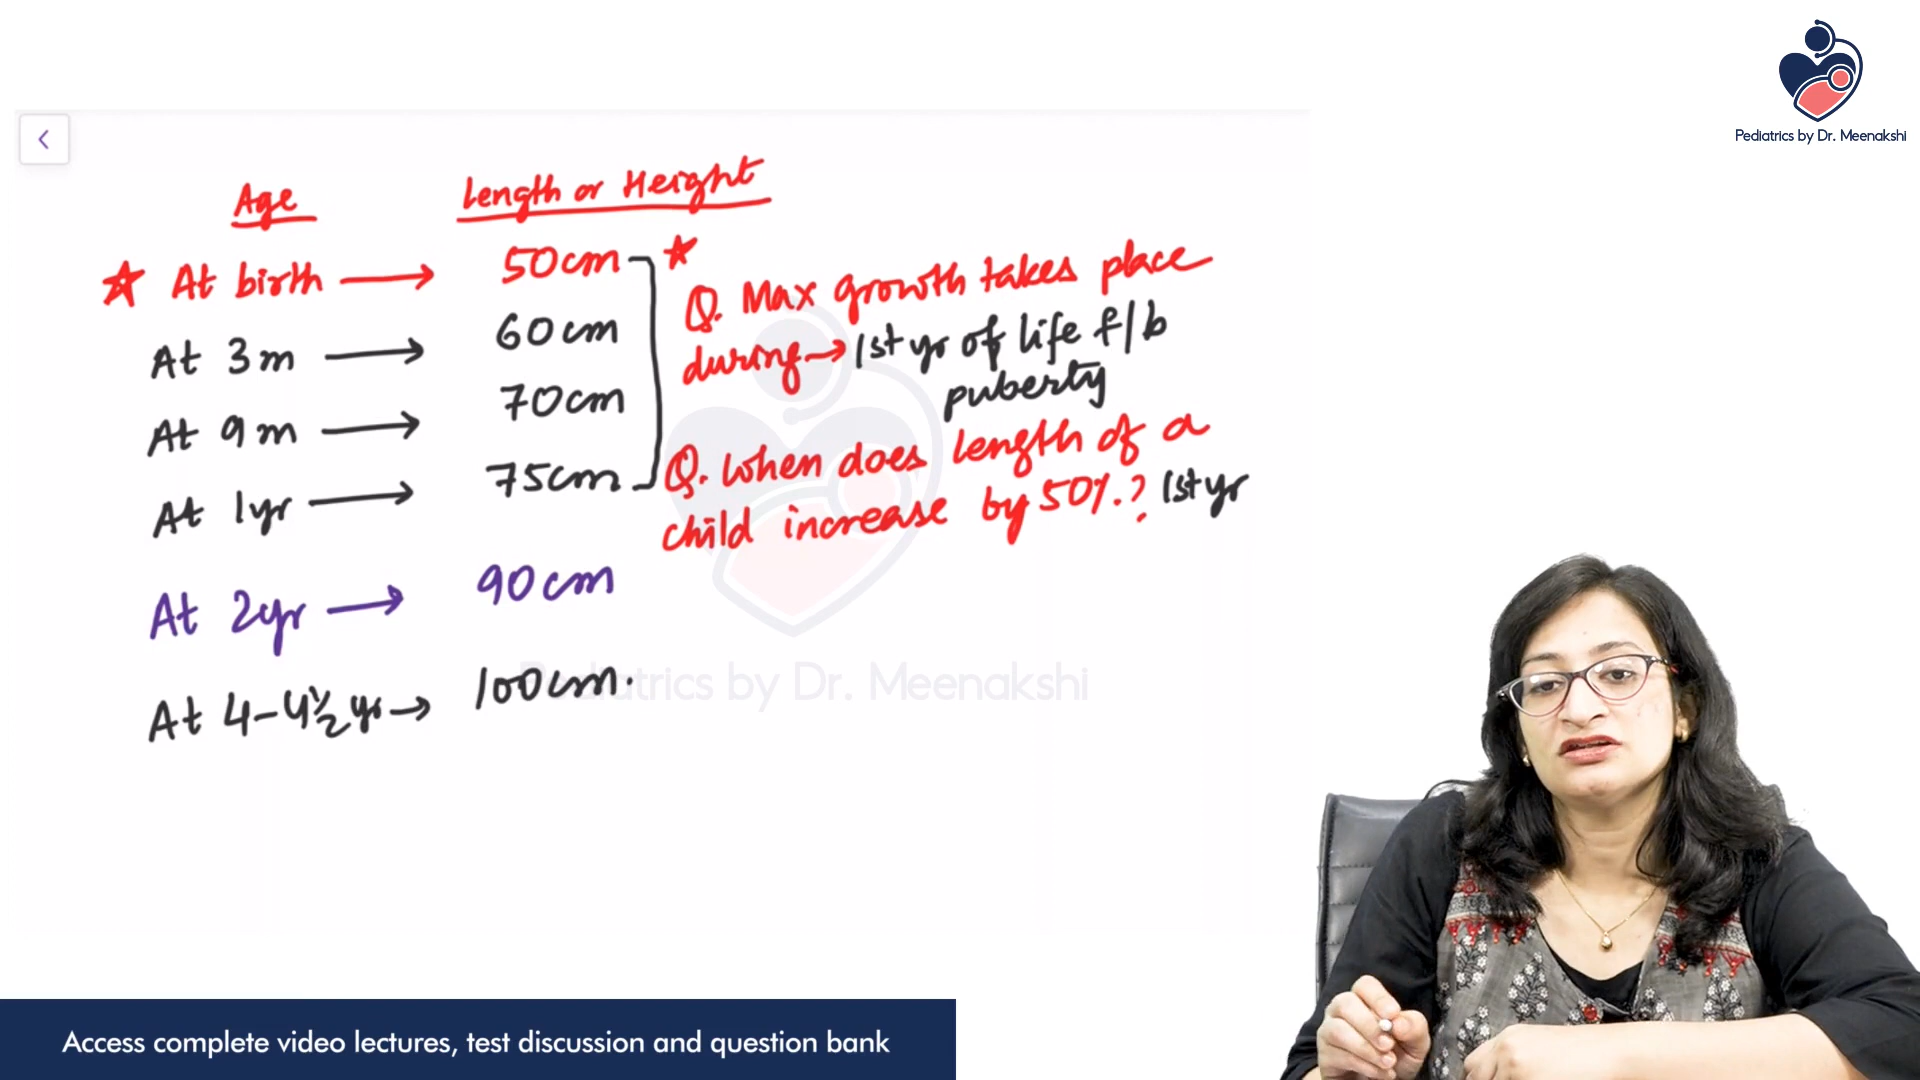 Pediatrics by Dr. Meenakshi
Age Length or Height
At birth → 50cm
At 3m → 60cm
At 9m → 70cm
At 1yr → 75cm
At 2yr → 90cm
At 4-4½ yr → 100cm.
Q. Max growth takes place
during → 1st yr of life f/b
puberty
Q. When does length of a
child increase by 50%.? 1st yr
Pediatrics by Dr. Meenakshi
Access complete video lectures, test discussion and question bank